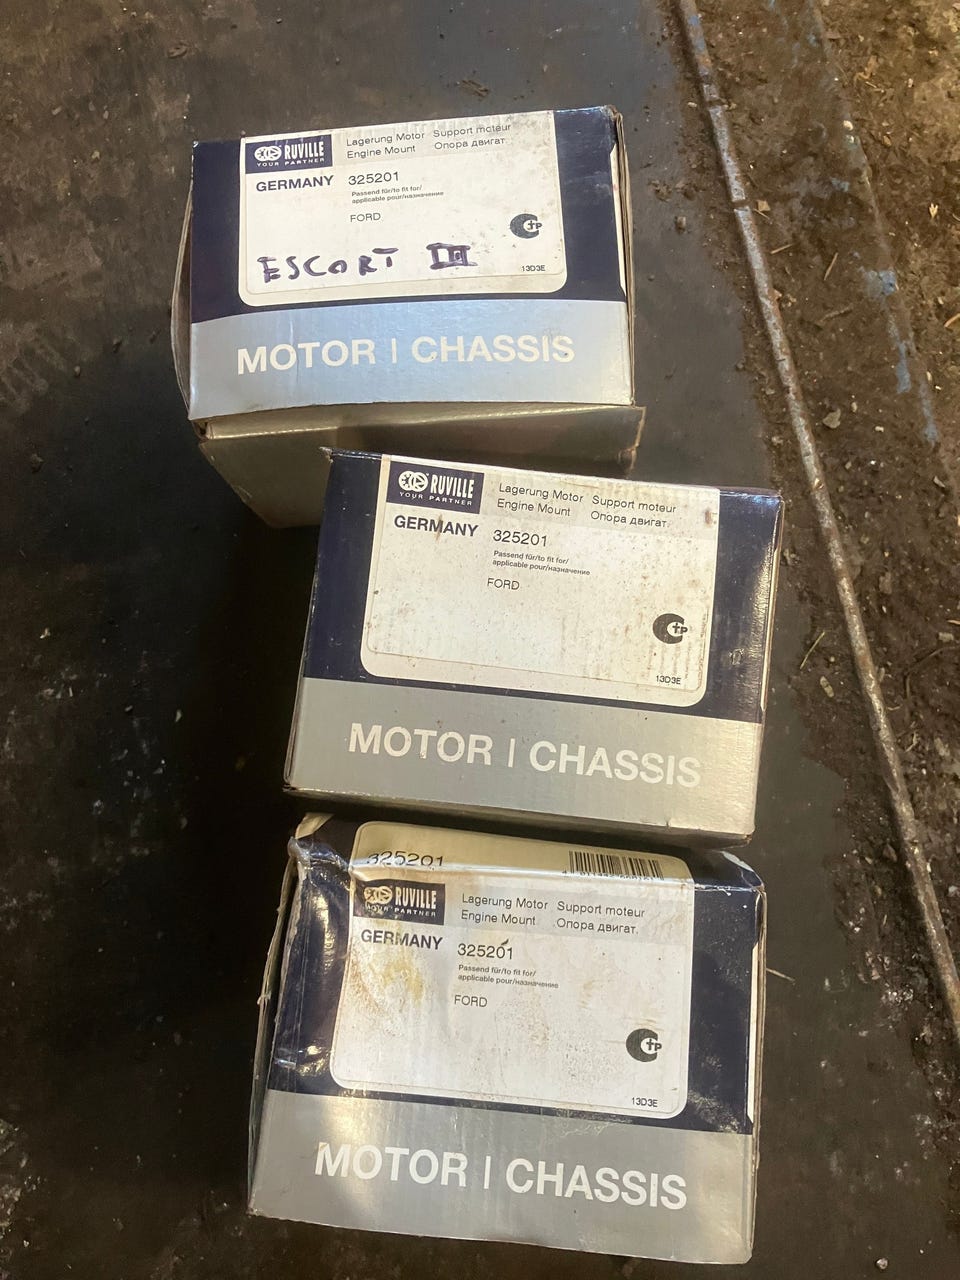 RUVILLE
YOUR PARTNER
Lagerung Motor Support moteur
Engine Mount Опора двигат.
GERMANY 325201
Passend für/to fit for/
applicable pour/назначение
FORD
CTP
ESCORT III
13D3E
MOTOR | CHASSIS
RUVILLE
YOUR PARTNER
Lagerung Motor Support moteur
Engine Mount Опора двигат.
GERMANY 325201
Passend für/to fit for/
applicable pour/назначение
FORD
CTP
13D3E
MOTOR | CHASSIS
325201
RUVILLE
YOUR PARTNER
Lagerung Motor Support moteur
Engine Mount Опора двигат.
GERMANY 325201
Passend für/to fit for/
applicable pour/назначение
FORD
CTP
13D3E
MOTOR | CHASSIS